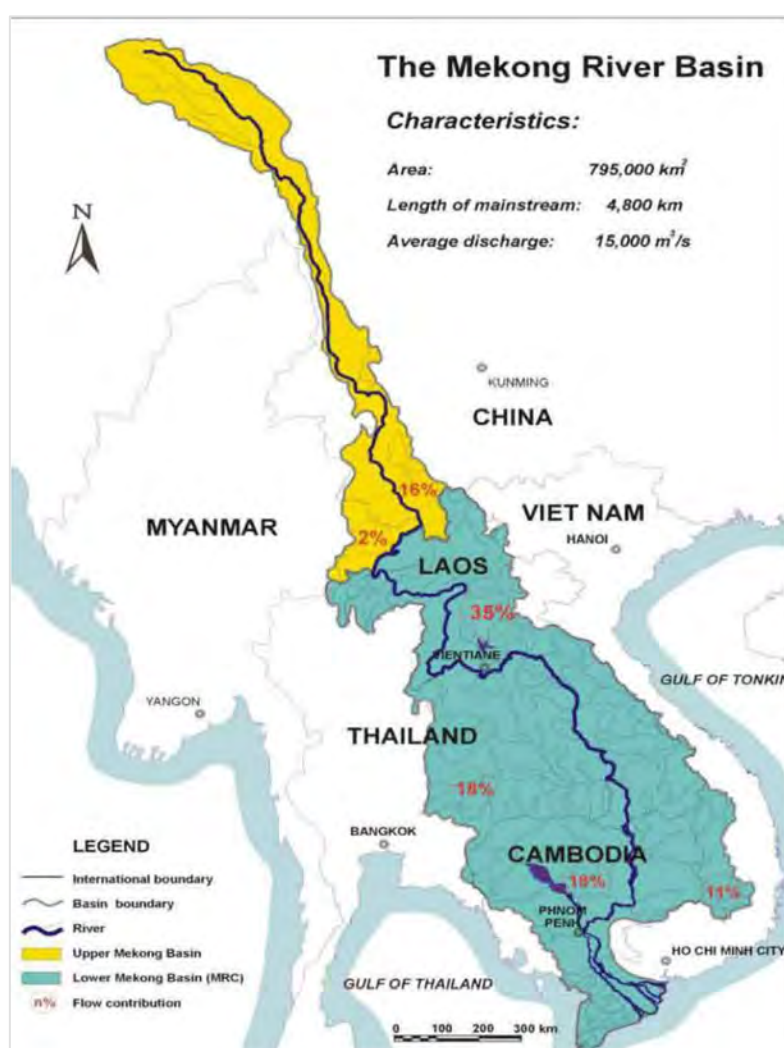 The Mekong River Basin
Characteristics:
Area: 795,000 km²
Length of mainstream: 4,800 km
Average discharge: 15,000 m³/s
N
KUNMING
CHINA
16%
MYANMAR
VIET NAM
2%
HANOI
LAOS
35%
VIENTIANE
GULF OF TONKIN
YANGON
THAILAND
18%
BANGKOK
CAMBODIA
18%
11%
PHNOM
PENH
HO CHI MINH CITY
GULF OF THAILAND
LEGEND
International boundary
Basin boundary
River
Upper Mekong Basin
Lower Mekong Basin (MRC)
n% Flow contribution
0 100 200 300 km